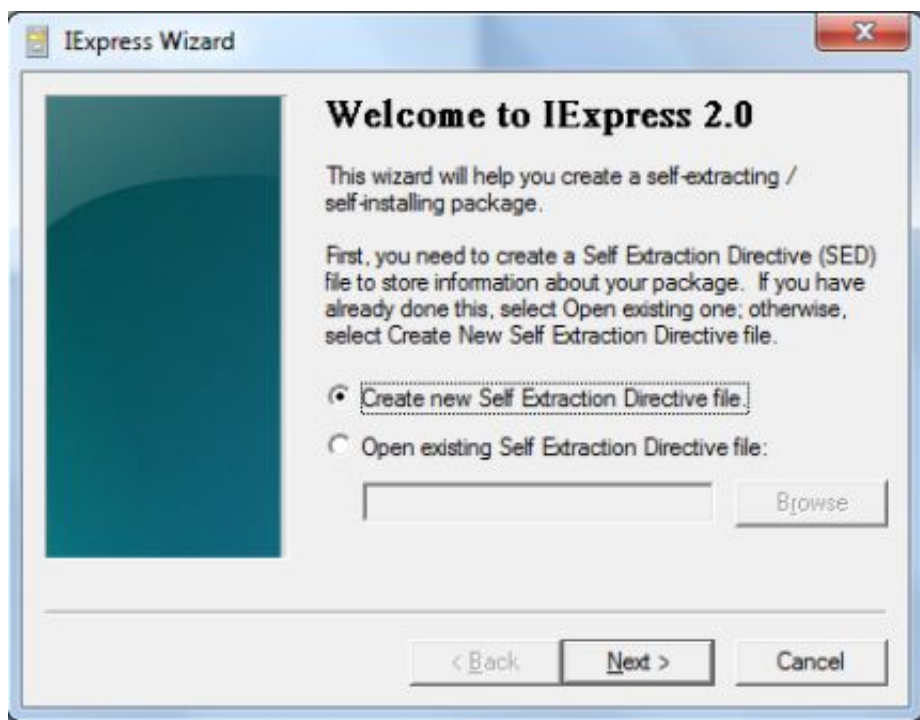 IExpress Wizard
Welcome to IExpress 2.0
This wizard will help you create a self-extracting /
self-installing package.
First, you need to create a Self Extraction Directive (SED)
file to store information about your package. If you have
already done this, select Open existing one; otherwise,
select Create New Self Extraction Directive file.
Create new Self Extraction Directive file.
Open existing Self Extraction Directive file:
Browse
< Back
Next >
Cancel